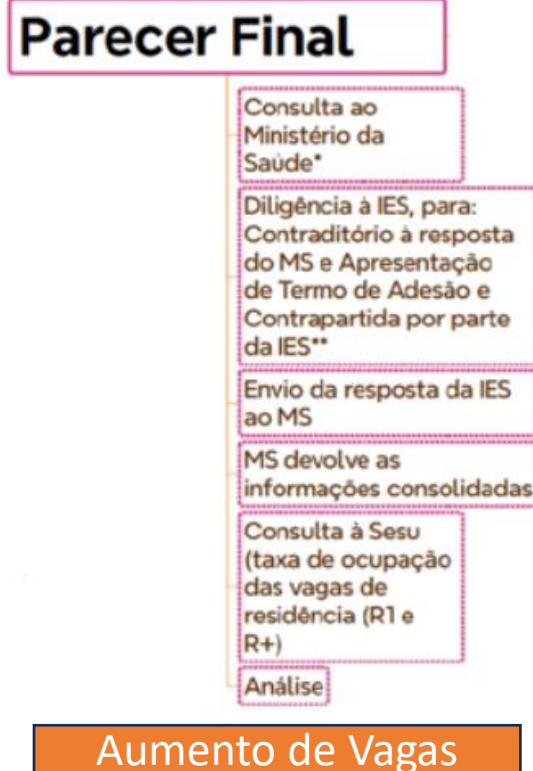 Parecer Final
Consulta ao
Ministério da
Saúde*
Diligência à IES, para:
Contraditório à resposta
do MS e Apresentação
de Termo de Adesão e
Contrapartida por parte
da IES**
Envio da resposta da IES
ao MS
MS devolve as
informações consolidadas
Consulta à Sesu
(taxa de ocupação
das vagas de
residência (R1 e
R+)
Análise
Aumento de Vagas